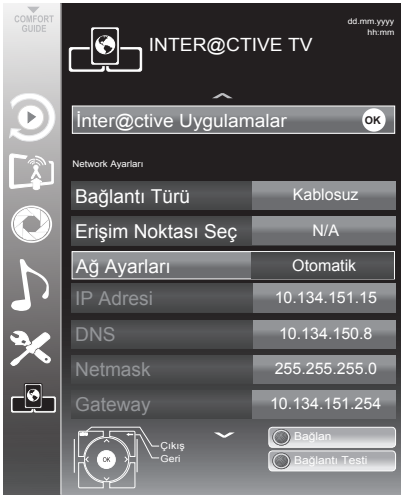 COMFORT
GUIDE
INTER@CTIVE TV
dd.mm.yyyy
hh:mm
İnter@ctive Uygulamalar
OK
Network Ayarları
Bağlantı Türü Kablosuz
Erişim Noktası Seç N/A
Ağ Ayarları Otomatik
IP Adresi 10.134.151.15
DNS 10.134.150.8
Netmask 255.255.255.0
Gateway 10.134.151.254
OK
Çıkış
Geri
Bağlan
Bağlantı Testi